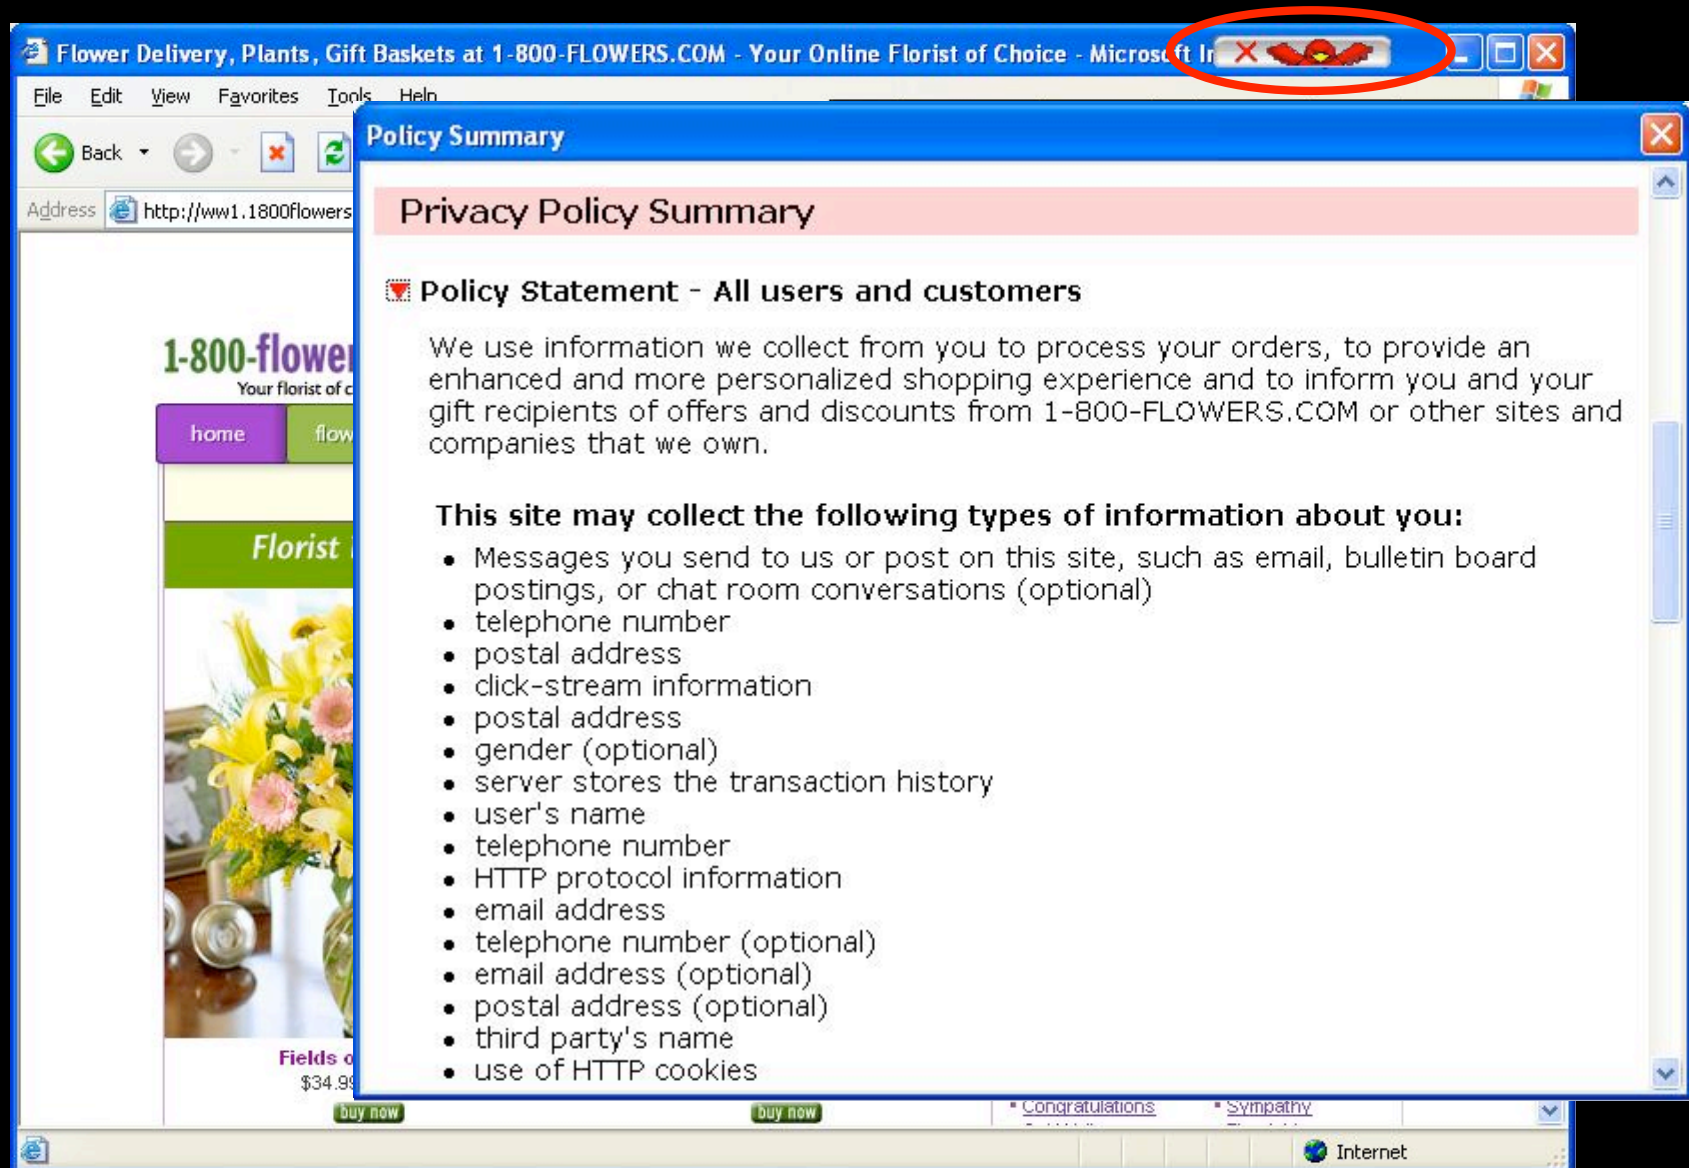 Flower Delivery, Plants, Gift Baskets at 1-800-FLOWERS.COM - Your Online Florist of Choice - Microsoft
File Edit View Favorites Tools Help
Back
Address http://ww1.1800flowers
Policy Summary
Privacy Policy Summary
Policy Statement - All users and customers
We use information we collect from you to process your orders, to provide an
enhanced and more personalized shopping experience and to inform you and your
gift recipients of offers and discounts from 1-800-FLOWERS.COM or other sites and
companies that we own.
This site may collect the following types of information about you:
• Messages you send to us or post on this site, such as email, bulletin board
postings, or chat room conversations (optional)
• telephone number
• postal address
• click-stream information
• postal address
• gender (optional)
• server stores the transaction history
• user's name
• telephone number
• HTTP protocol information
• email address
• telephone number (optional)
• email address (optional)
• postal address (optional)
• third party's name
• use of HTTP cookies
1-800-flower
Your florist of c
home flow
Florist
Fields o
$34.99
buy now buy now
Congratulations Sympathy
Internet